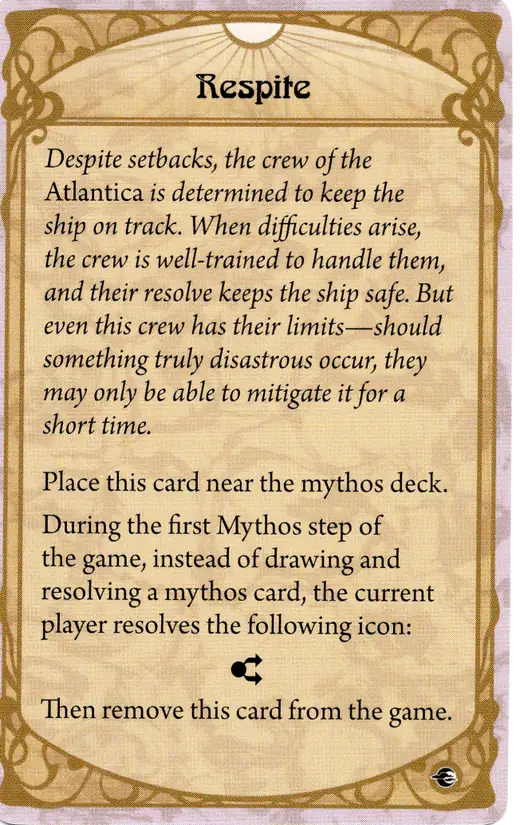 Respite
Despite setbacks, the crew of the
Atlantica is determined to keep the
ship on track. When difficulties arise,
the crew is well-trained to handle them,
and their resolve keeps the ship safe. But
even this crew has their limits—should
something truly disastrous occur, they
may only be able to mitigate it for a
short time.
Place this card near the mythos deck.
During the first Mythos step of
the game, instead of drawing and
resolving a mythos card, the current
player resolves the following icon:
Then remove this card from the game.